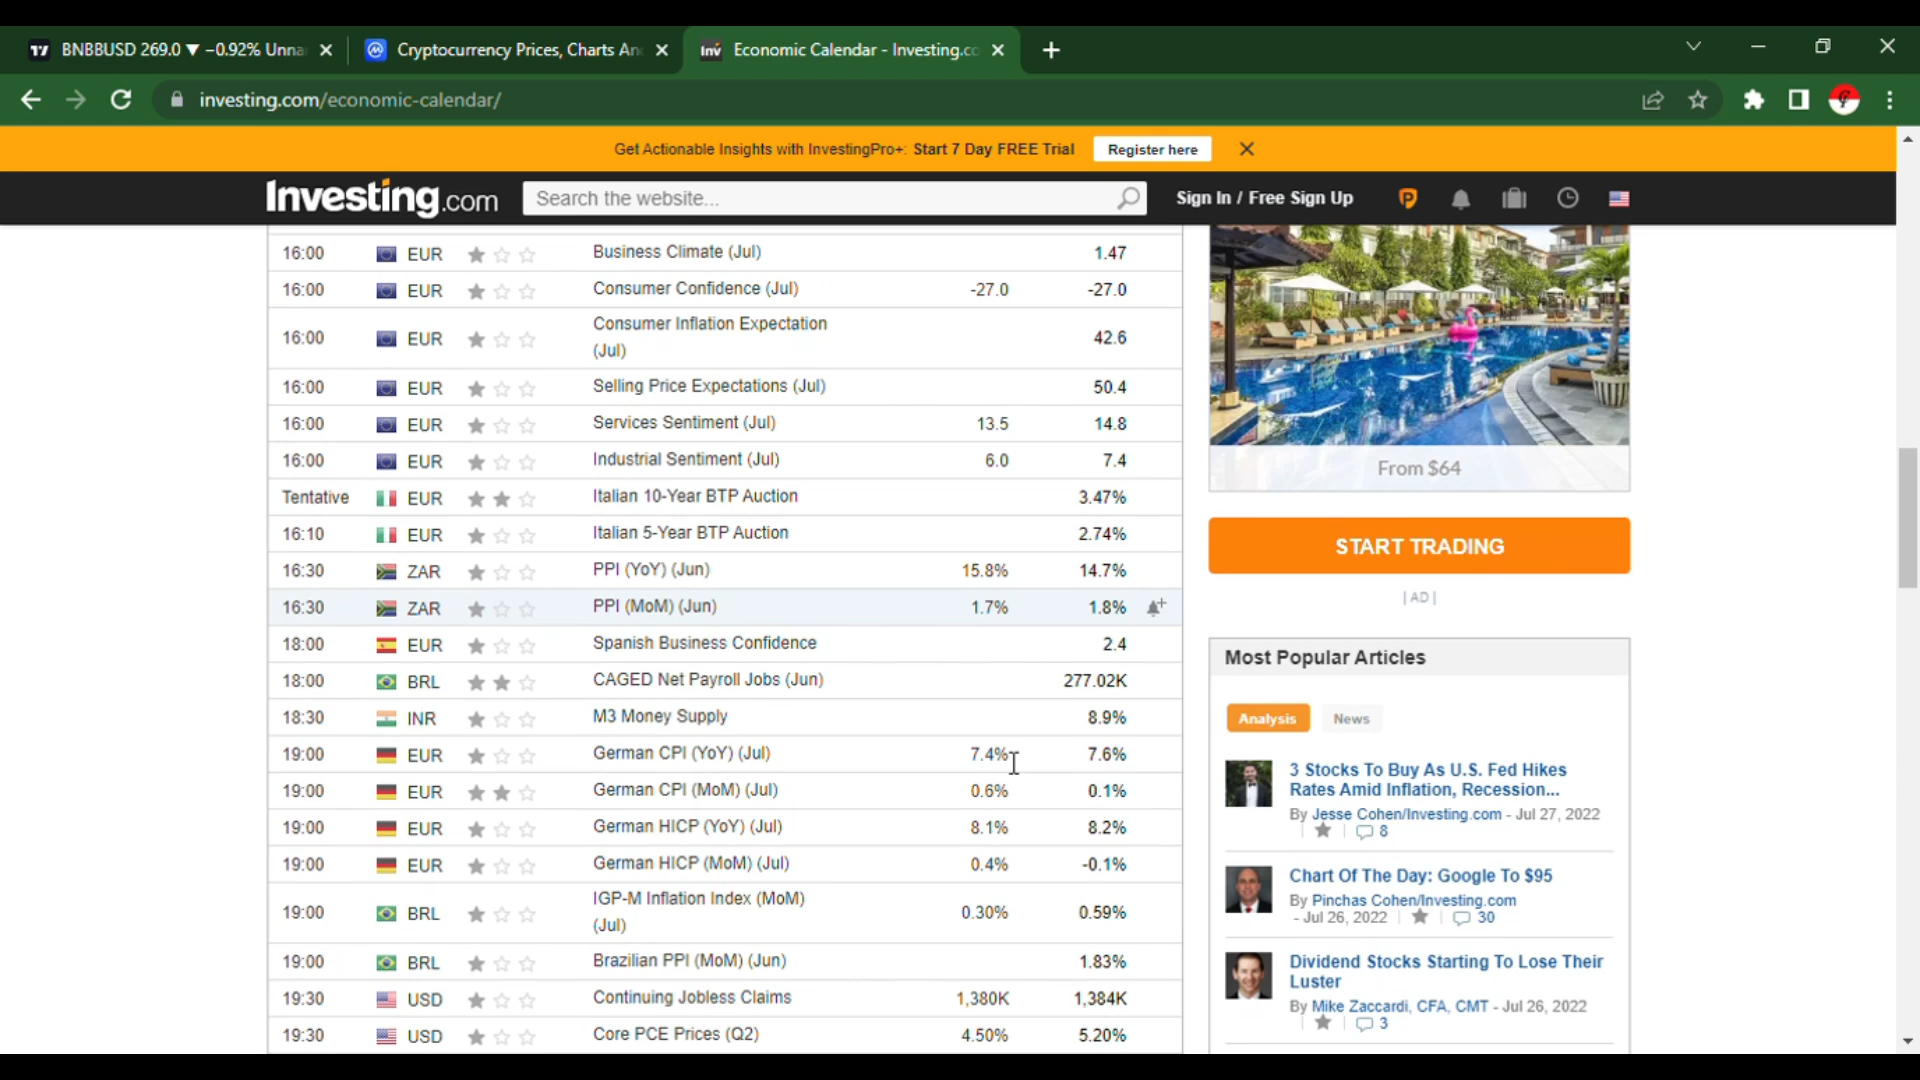 BNBBUSD 269.0 ▼ −0.92% Unna
Cryptocurrency Prices, Charts An
Inv Economic Calendar - Investing.co
investing.com/economic-calendar/
Get Actionable Insights with InvestingPro+: Start 7 Day FREE Trial Register here
Investing.com Search the website... Sign In / Free Sign Up
16:00 EUR Business Climate (Jul) 1.47
16:00 EUR Consumer Confidence (Jul) -27.0 -27.0
16:00 EUR Consumer Inflation Expectation
(Jul) 42.6
16:00 EUR Selling Price Expectations (Jul) 50.4
16:00 EUR Services Sentiment (Jul) 13.5 14.8
16:00 EUR Industrial Sentiment (Jul) 6.0 7.4
Tentative EUR Italian 10-Year BTP Auction 3.47%
16:10 EUR Italian 5-Year BTP Auction 2.74%
16:30 ZAR PPI (YoY) (Jun) 15.8% 14.7%
16:30 ZAR PPI (MoM) (Jun) 1.7% 1.8%
18:00 EUR Spanish Business Confidence 2.4
18:00 BRL CAGED Net Payroll Jobs (Jun) 277.02K
18:30 INR M3 Money Supply 8.9%
19:00 EUR German CPI (YoY) (Jul) 7.4% 7.6%
19:00 EUR German CPI (MoM) (Jul) 0.6% 0.1%
19:00 EUR German HICP (YoY) (Jul) 8.1% 8.2%
19:00 EUR German HICP (MoM) (Jul) 0.4% -0.1%
19:00 BRL IGP-M Inflation Index (MoM)
(Jul) 0.30% 0.59%
19:00 BRL Brazilian PPI (MoM) (Jun) 1.83%
19:30 USD Continuing Jobless Claims 1,380K 1,384K
19:30 USD Core PCE Prices (Q2) 4.50% 5.20%
From $64
START TRADING
| AD |
Most Popular Articles
Analysis News
3 Stocks To Buy As U.S. Fed Hikes
Rates Amid Inflation, Recession...
By Jesse Cohen/Investing.com - Jul 27, 2022
8
Chart Of The Day: Google To $95
By Pinchas Cohen/Investing.com
- Jul 26, 2022 30
Dividend Stocks Starting To Lose Their
Luster
By Mike Zaccardi, CFA, CMT - Jul 26, 2022
3